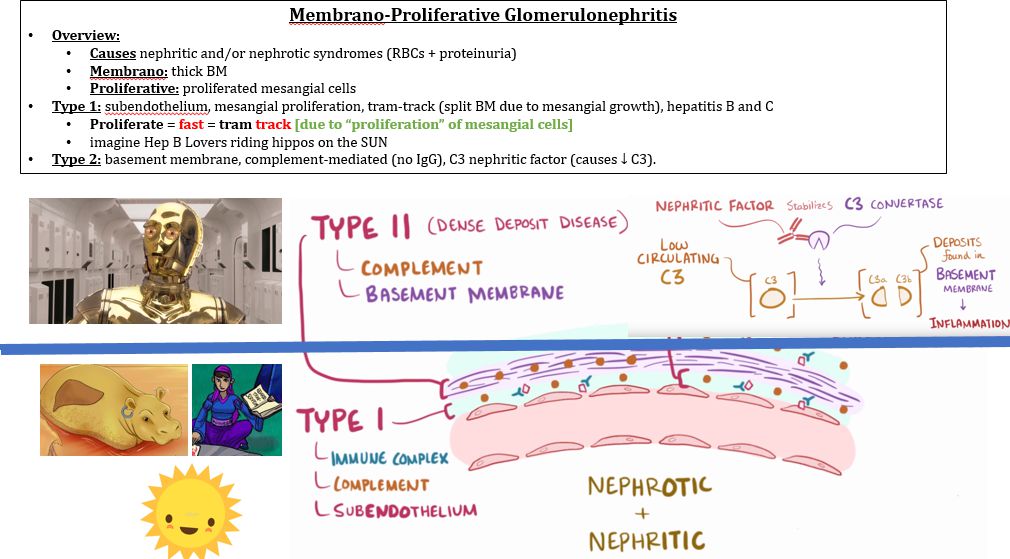 Membrano-Proliferative Glomerulonephritis
• Overview:
• Causes nephritic and/or nephrotic syndromes (RBCs + proteinuria)
• Membrano: thick BM
• Proliferative: proliferated mesangial cells
• Type 1: subendothelium, mesangial proliferation, tram-track (split BM due to mesangial growth), hepatitis B and C
• Proliferate = fast = tram track [due to “proliferation” of mesangial cells]
• imagine Hep B Lovers riding hippos on the SUN
• Type 2: basement membrane, complement-mediated (no IgG), C3 nephritic factor (causes ↓ C3).
TYPE II (DENSE DEPOSIT DISEASE)
COMPLEMENT
BASEMENT MEMBRANE
NEPHRITIC FACTOR Stabilizes C3 CONVERTASE
LOW
CIRCULATING
C3
C3
C3a C3b
DEPOSITS
found in
BASEMENT
MEMBRANE
↓
INFLAMMATION
TYPE I
IMMUNE COMPLEX
COMPLEMENT
SUBENDOTHELIUM
NEPHROTIC
+
NEPHRITIC